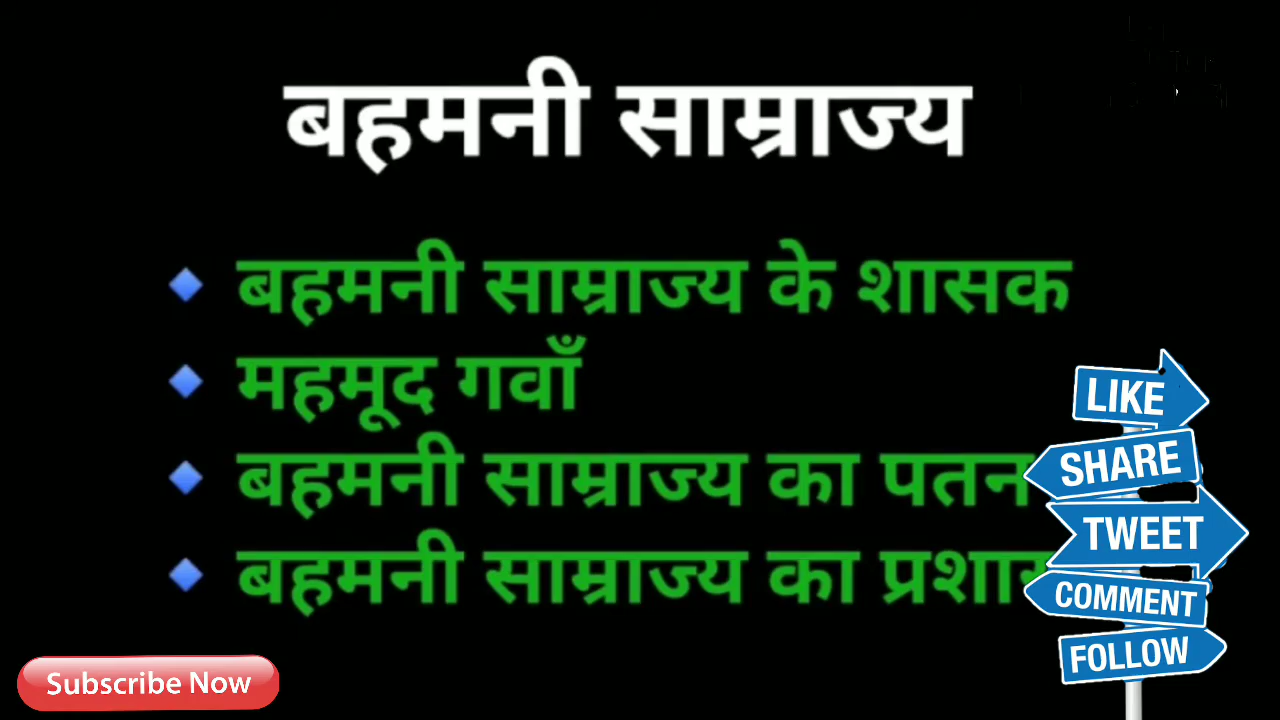 बहमनी साम्राज्य
बहमनी साम्राज्य के शासक
महमूद गवाँ
बहमनी साम्राज्य का पतन
बहमनी साम्राज्य का
LIKE
SHARE
TWEET
COMMENT
FOLLOW
Subscribe Now